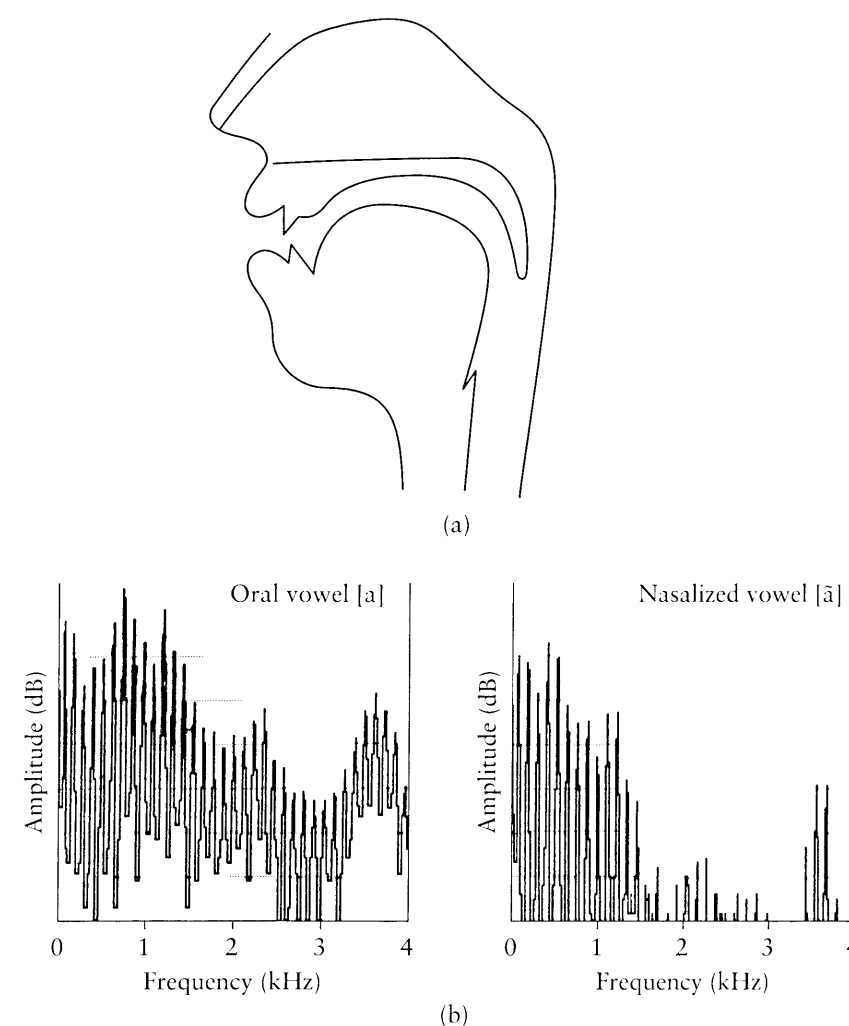 (a)
Oral vowel [a]
Amplitude (dB)
0 1 2 3 4
Frequency (kHz)
Nasalized vowel [ã]
Amplitude (dB)
0 1 2 3 4
Frequency (kHz)
(b)